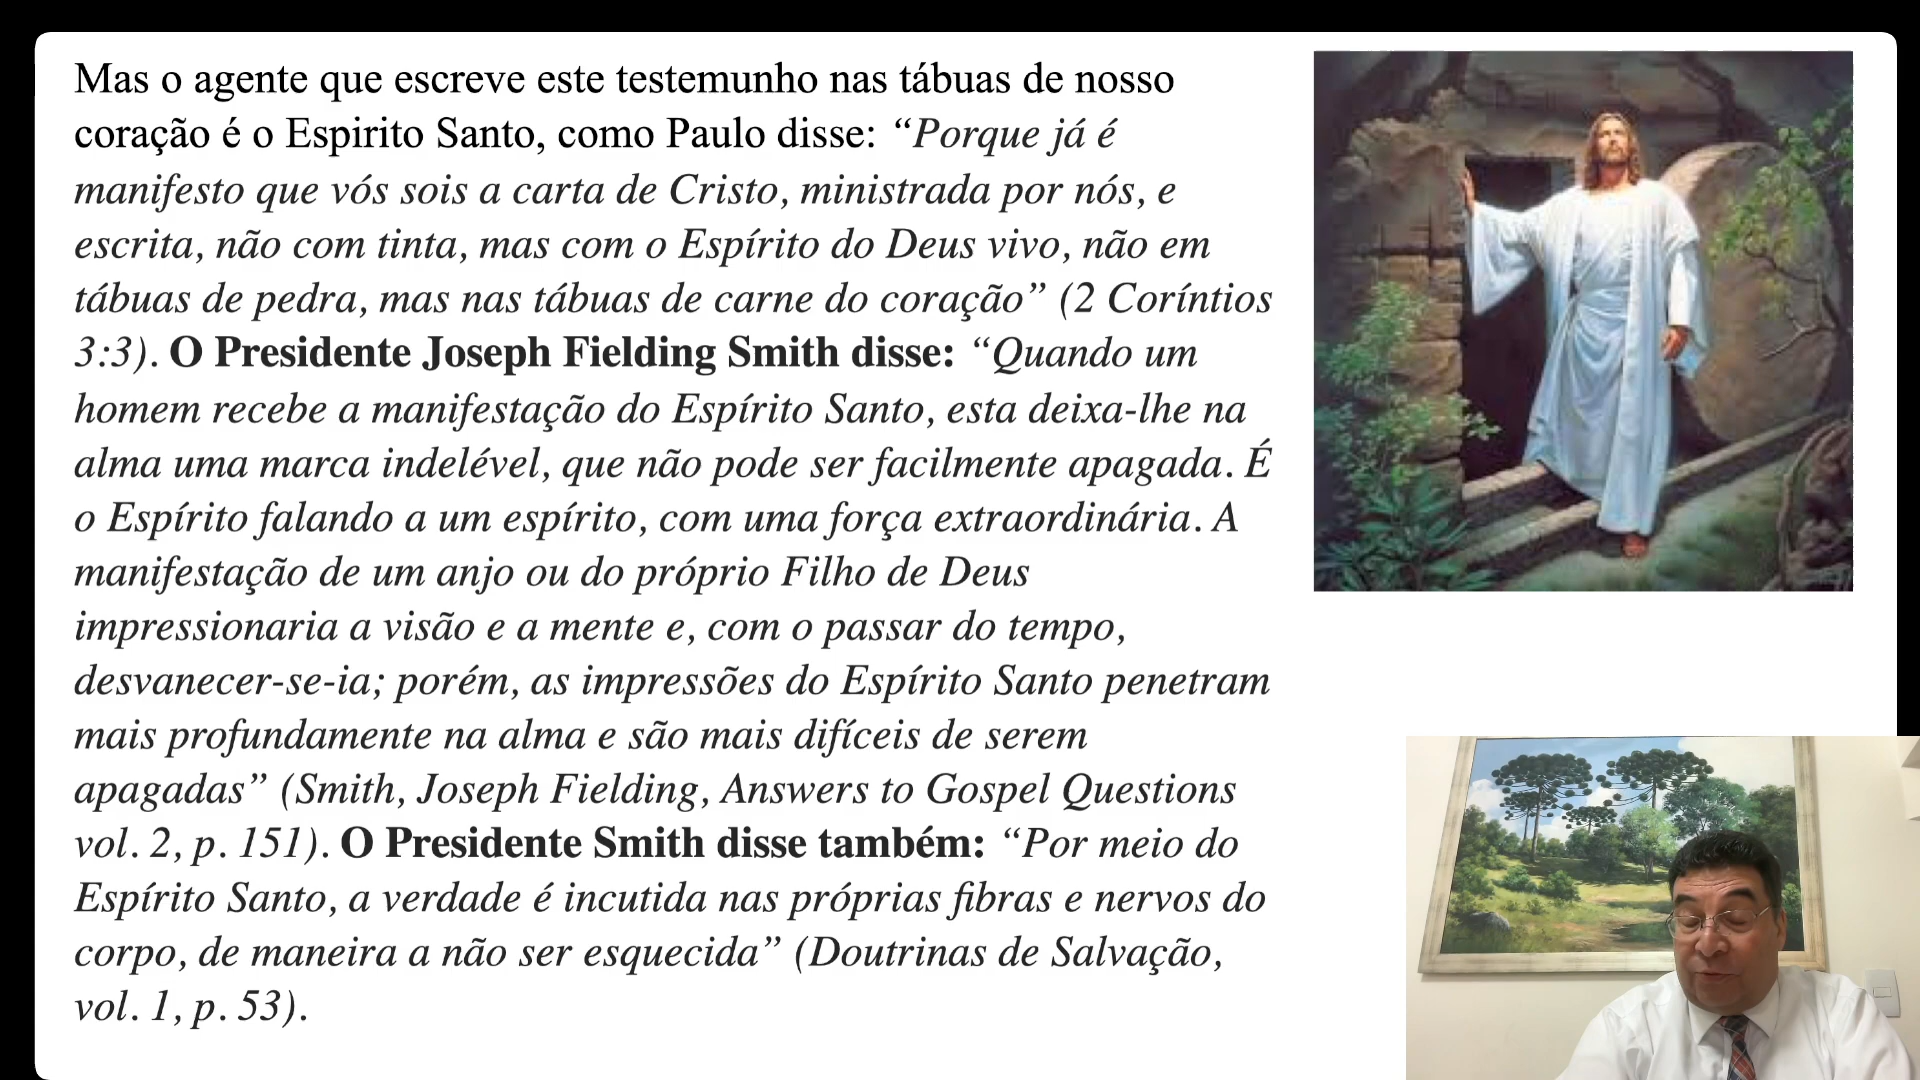 Mas o agente que escreve este testemunho nas tábuas de nosso
coração é o Espirito Santo, como Paulo disse: “Porque já é
manifesto que vós sois a carta de Cristo, ministrada por nós, e
escrita, não com tinta, mas com o Espírito do Deus vivo, não em
tábuas de pedra, mas nas tábuas de carne do coração” (2 Coríntios
3:3). O Presidente Joseph Fielding Smith disse: “Quando um
homem recebe a manifestação do Espírito Santo, esta deixa-lhe na
alma uma marca indelével, que não pode ser facilmente apagada. É
o Espírito falando a um espírito, com uma força extraordinária. A
manifestação de um anjo ou do próprio Filho de Deus
impressionaria a visão e a mente e, com o passar do tempo,
desvanecer-se-ia; porém, as impressões do Espírito Santo penetram
mais profundamente na alma e são mais difíceis de serem
apagadas” (Smith, Joseph Fielding, Answers to Gospel Questions
vol. 2, p. 151). O Presidente Smith disse também: “Por meio do
Espírito Santo, a verdade é incutida nas próprias fibras e nervos do
corpo, de maneira a não ser esquecida” (Doutrinas de Salvação,
vol. 1, p. 53).